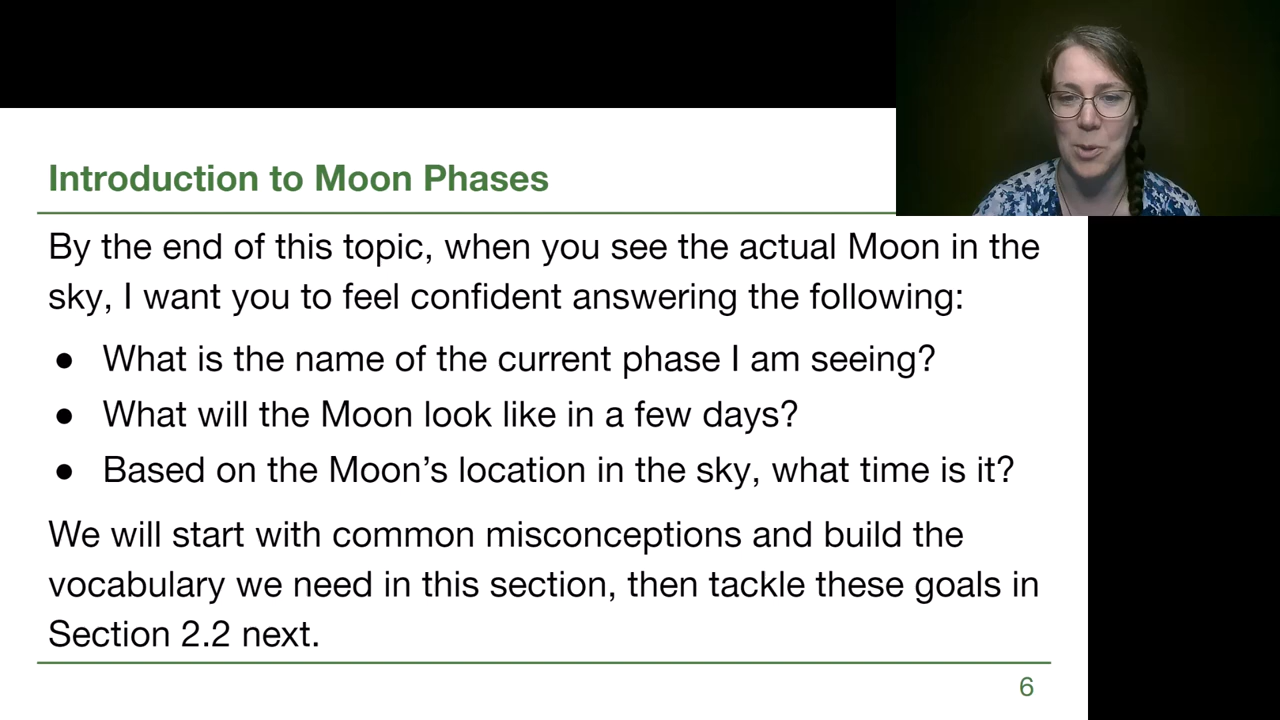 Introduction to Moon Phases
By the end of this topic, when you see the actual Moon in the
sky, I want you to feel confident answering the following:
● What is the name of the current phase I am seeing?
● What will the Moon look like in a few days?
● Based on the Moon’s location in the sky, what time is it?
We will start with common misconceptions and build the
vocabulary we need in this section, then tackle these goals in
Section 2.2 next.
6